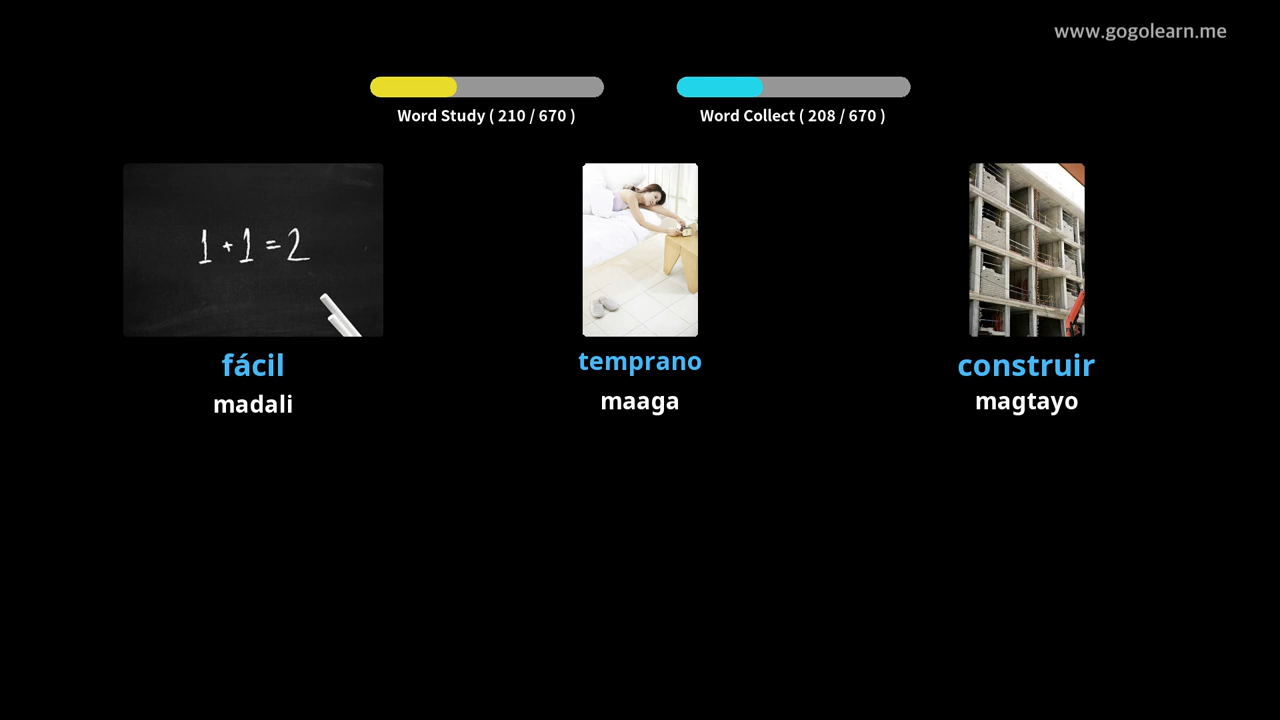 www.gogolearn.me
Word Study ( 210 / 670 )
Word Collect ( 208 / 670 )
1 + 1 = 2
fácil
temprano
construir
madali
maaga
magtayo